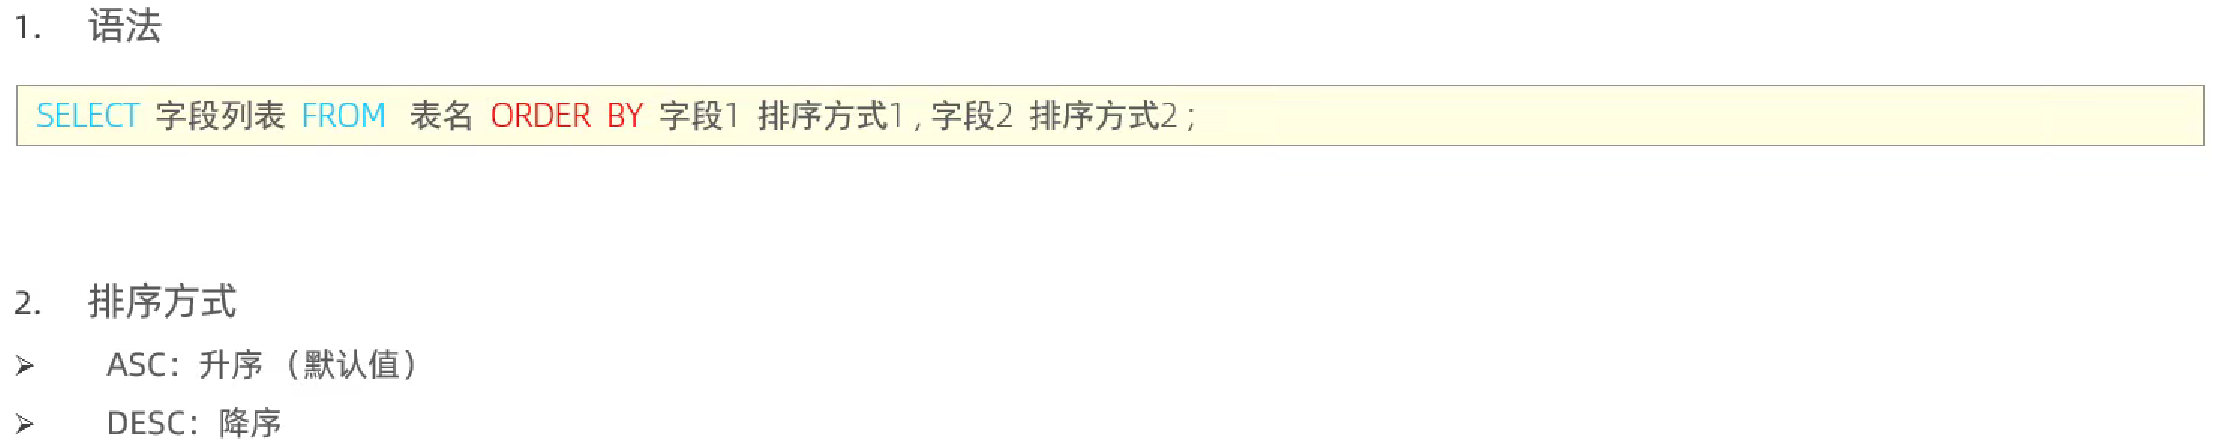 1. 语法
SELECT 字段列表 FROM 表名 ORDER BY 字段1 排序方式1 , 字段2 排序方式2 ;
2. 排序方式
➢ ASC：升序（默认值）
➢ DESC：降序